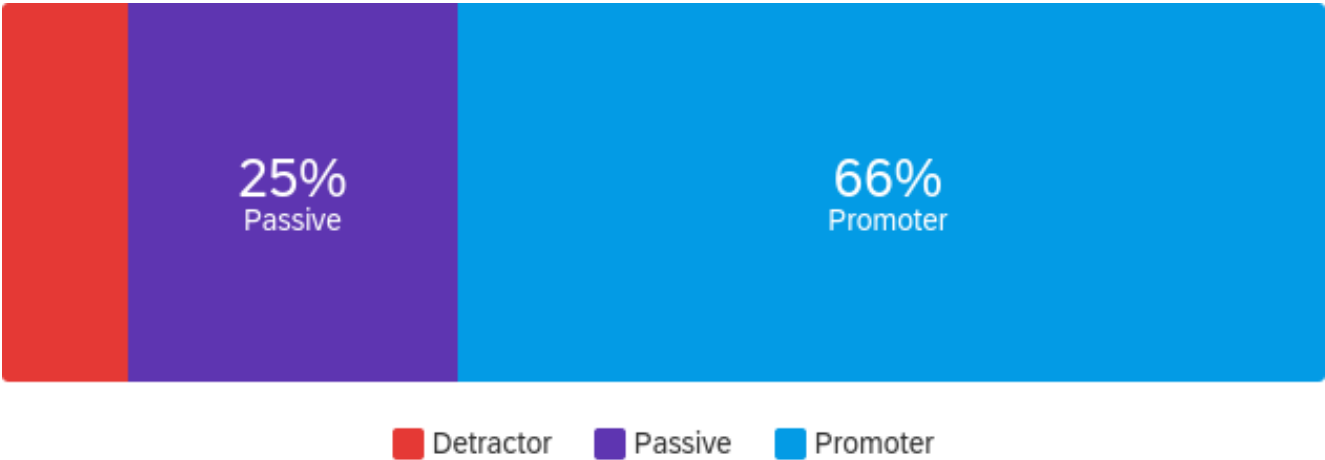 25%
Passive
66%
Promoter
Detractor Passive Promoter